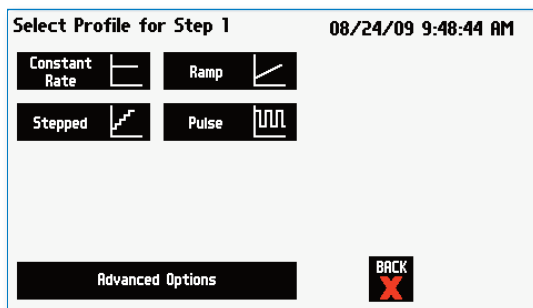 Select Profile for Step 1
08/24/09 9:48:44 AM
Constant
Rate
Ramp
Stepped
Pulse
Advanced Options
BACK